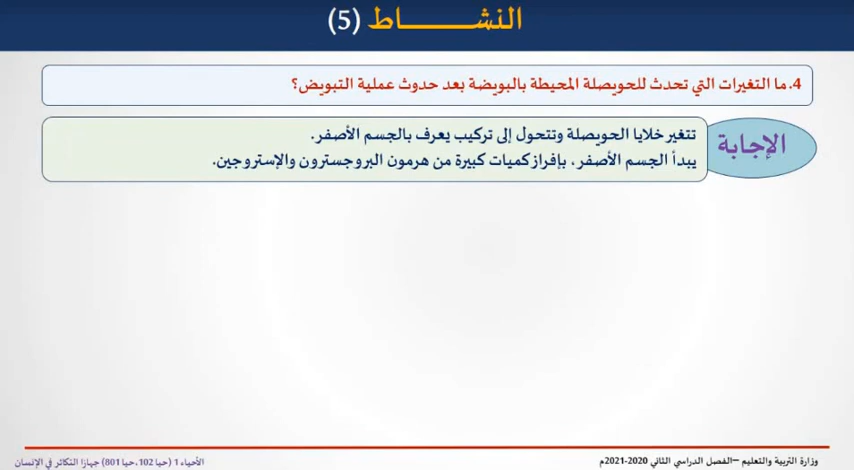 النشــــــــاط (5)
4. ما التغيرات التي تحدث للحويصلة المحيطة بالبويضة بعد حدوث عملية التبويض؟
الإجابة
تتغير خلايا الحويصلة وتتحول إلى تركيب يعرف بالجسم الأصفر.
يبدأ الجسم الأصفر، بإفراز كميات كبيرة من هرمون البروجسترون والإستروجين.
وزارة التربية والتعليم –الفصل الدراسي الثاني 2020-2021م
الأحياء 1 (حيا 102، حيا 801) جهازا التكاثر في الإنسان